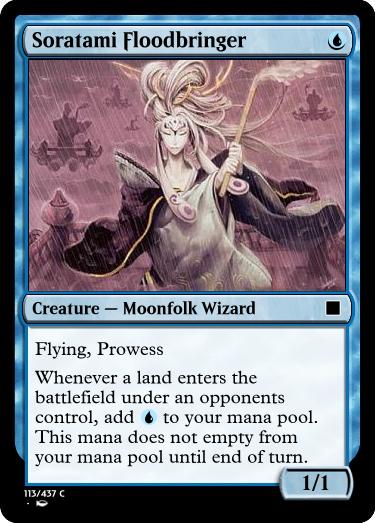 Soratami Floodbringer
Creature — Moonfolk Wizard
Flying, Prowess
Whenever a land enters the
battlefield under an opponents
control, add 💧 to your mana pool.
This mana does not empty from
your mana pool until end of turn.
1/1
113/437 C